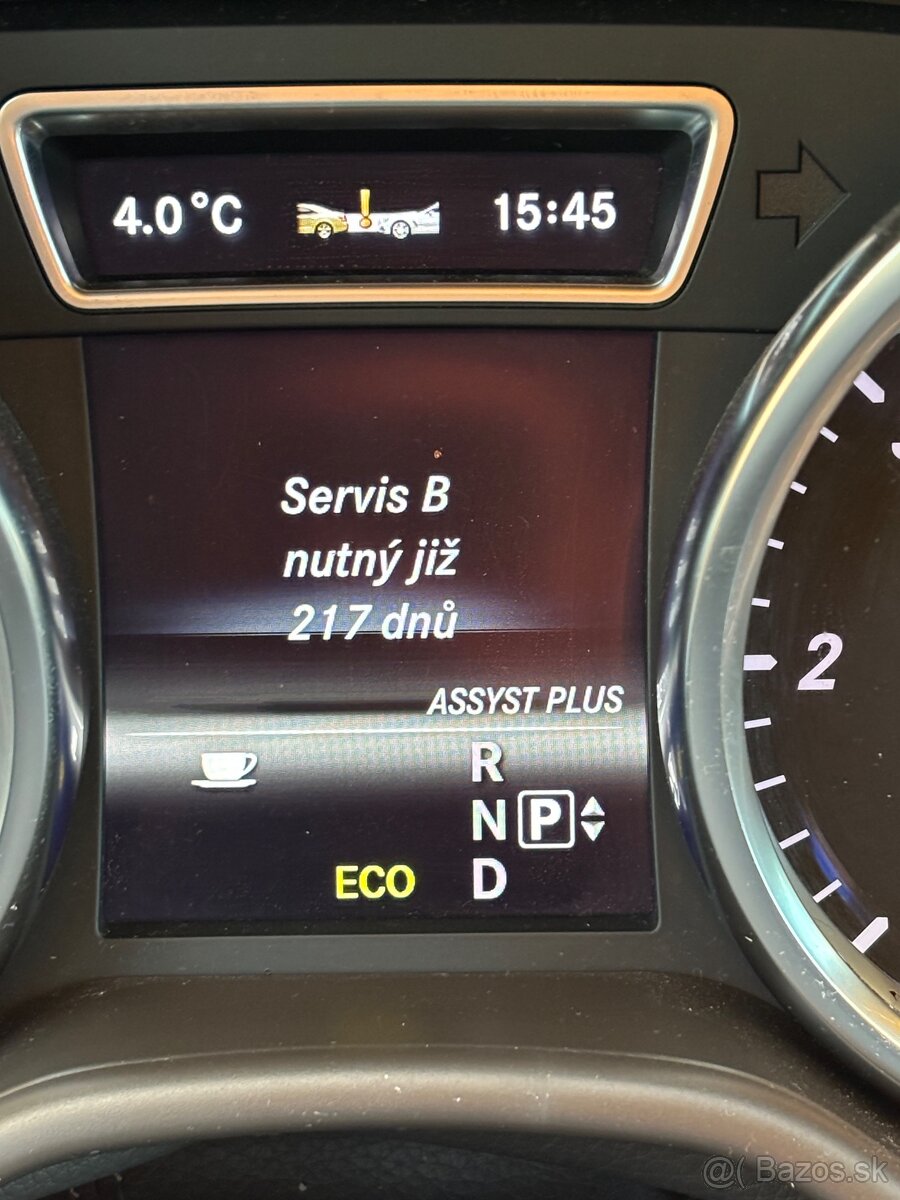 4.0°C 15:45
Servis B
nutný již
217 dnů
ASSYST PLUS
R
N P
ECO D
2
@( Bazos.sk